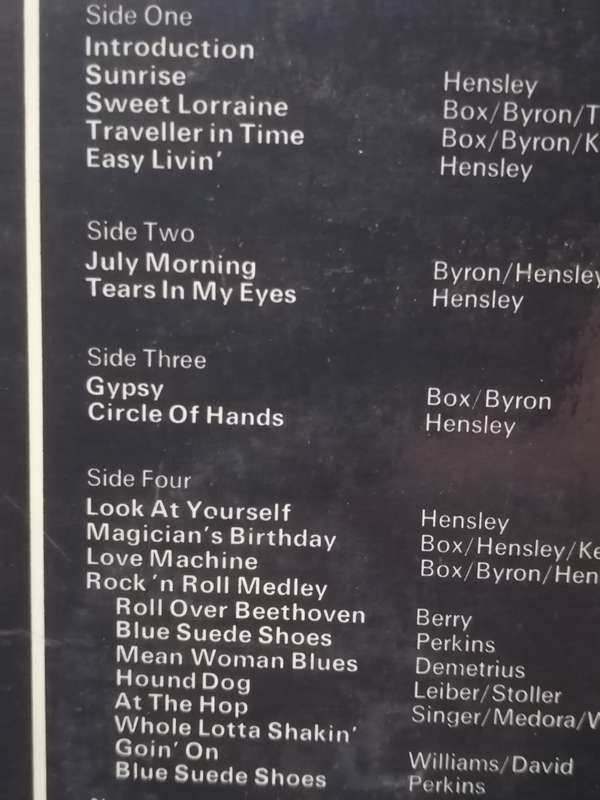 Side One
Introduction
Sunrise Hensley
Sweet Lorraine Box/Byron/T
Traveller in Time Box/Byron/K
Easy Livin' Hensley
Side Two
July Morning Byron/Hensley
Tears In My Eyes Hensley
Side Three
Gypsy Box/Byron
Circle Of Hands Hensley
Side Four
Look At Yourself Hensley
Magician's Birthday Box/Hensley/Ke
Love Machine Box/Byron/Hen
Rock 'n Roll Medley
Roll Over Beethoven Berry
Blue Suede Shoes Perkins
Mean Woman Blues Demetrius
Hound Dog Leiber/Stoller
At The Hop Singer/Medora/W
Whole Lotta Shakin'
Goin' On Williams/David
Blue Suede Shoes Perkins